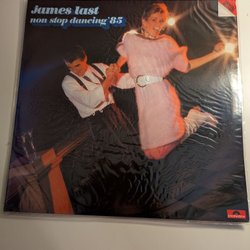 James Last
non stop dancing '85